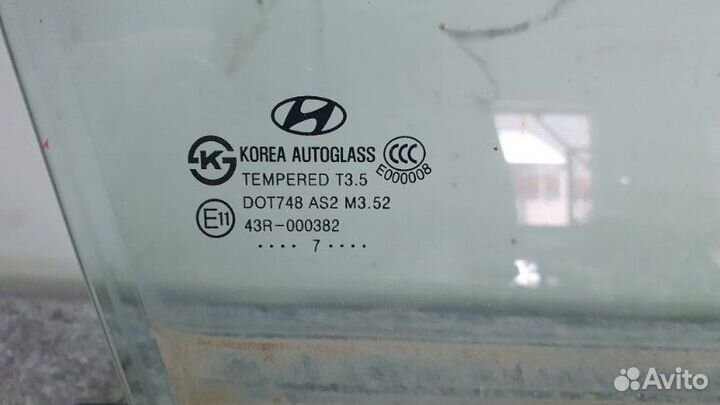 KOREA AUTOGLASS
CCC
E000008
TEMPERED T3.5
DOT748 AS2 M3.52
E11
43R-000382
.... 7 ....
Avito